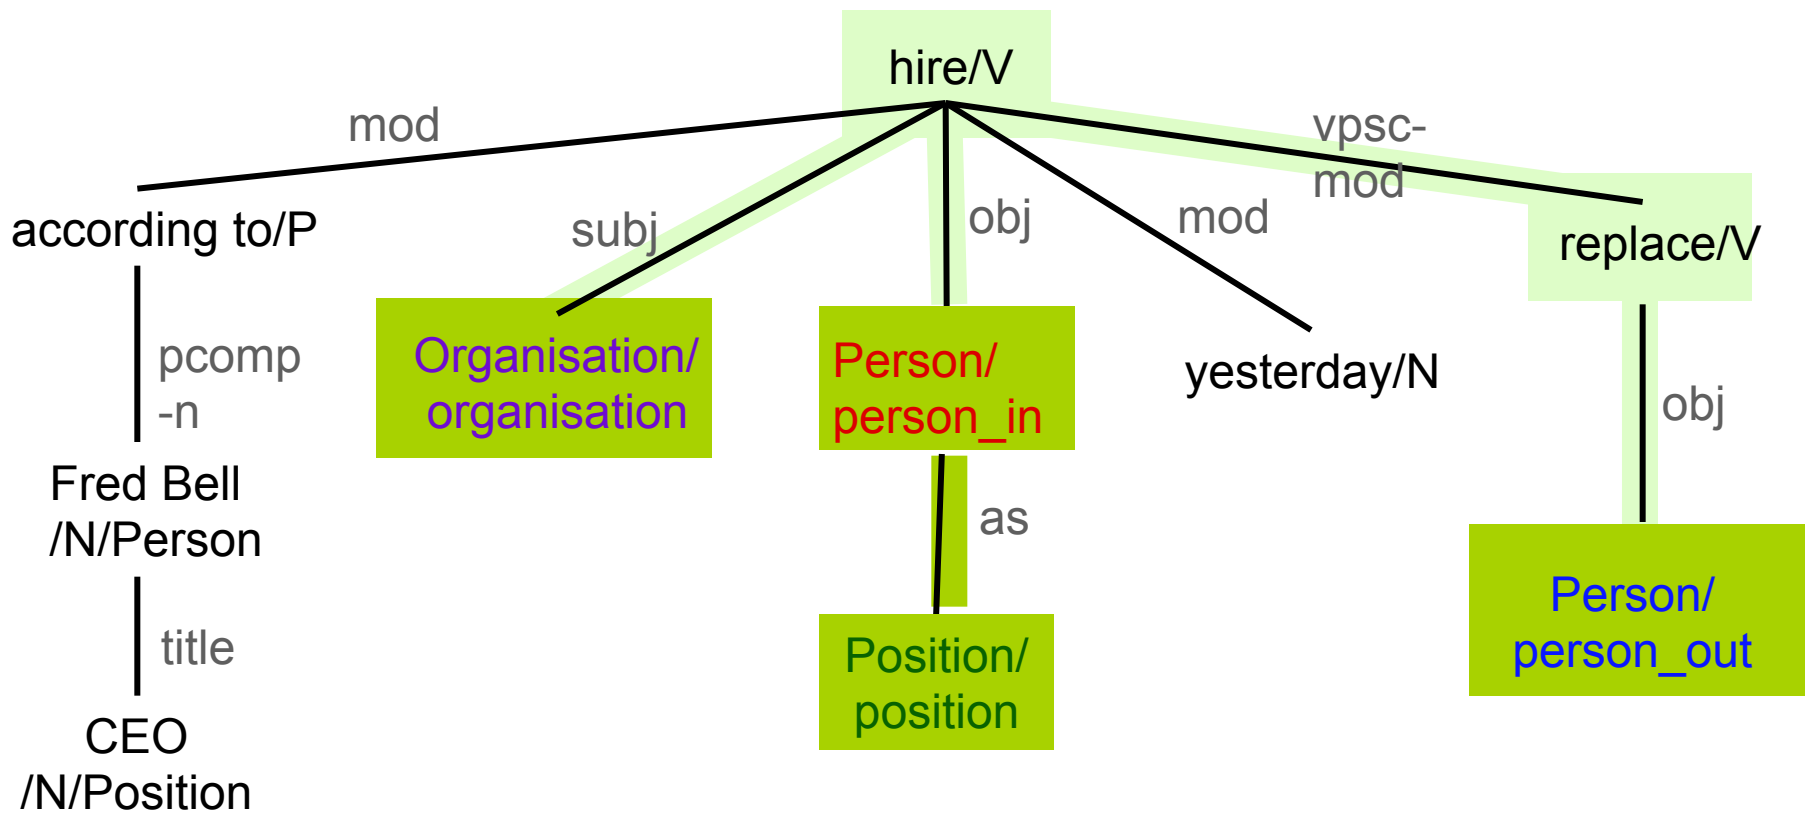 hire/V
mod
vpsc-
mod
according to/P
subj
obj
mod
replace/V
pcomp
-n
Organisation/
organisation
Person/
person_in
yesterday/N
obj
Fred Bell
/N/Person
as
title
Position/
position
Person/
person_out
CEO
/N/Position